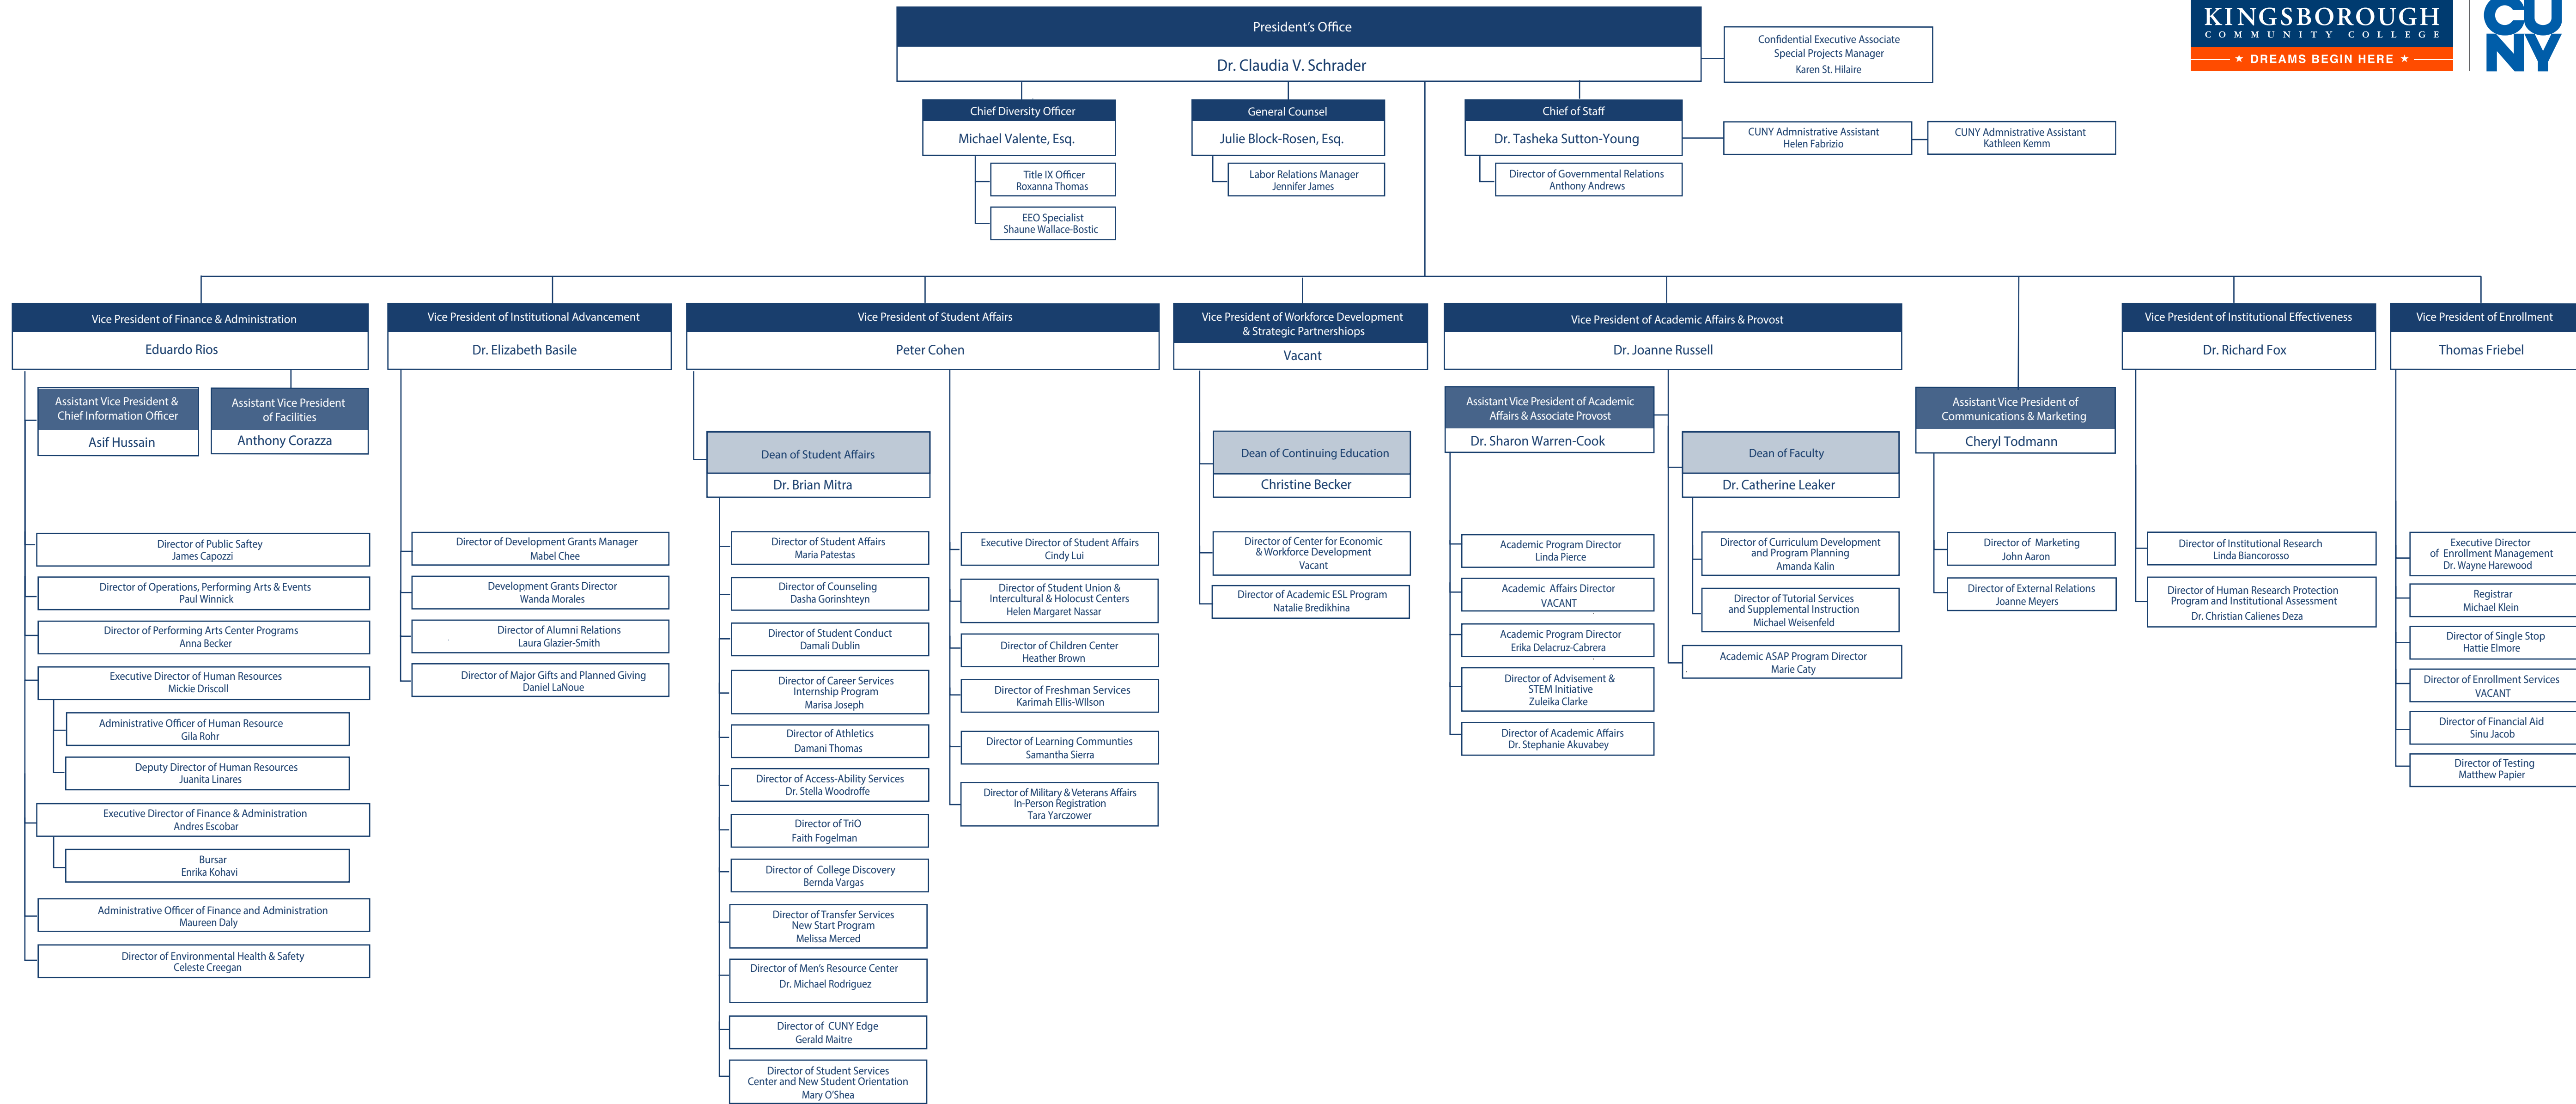 KINGSBOROUGH
COMMUNITY COLLEGE
★ DREAMS BEGIN HERE ★
CU
NY
President's Office
Dr. Claudia V. Schrader
Confidential Executive Associate
Special Projects Manager
Karen St. Hilaire
Chief Diversity Officer
Michael Valente, Esq.
Title IX Officer
Roxanna Thomas
EEO Specialist
Shaune Wallace-Bostic
General Counsel
Julie Block-Rosen, Esq.
Labor Relations Manager
Jennifer James
Chief of Staff
Dr. Tasheka Sutton-Young
CUNY Admnistrative Assistant
Helen Fabrizio
CUNY Admnistrative Assistant
Kathleen Kemm
Director of Governmental Relations
Anthony Andrews
Vice President of Finance & Administration
Eduardo Rios
Assistant Vice President &
Chief Information Officer
Asif Hussain
Assistant Vice President
of Facilities
Anthony Corazza
Director of Public Saftey
James Capozzi
Director of Operations, Performing Arts & Events
Paul Winnick
Director of Performing Arts Center Programs
Anna Becker
Executive Director of Human Resources
Mickie Driscoll
Administrative Officer of Human Resource
Gila Rohr
Deputy Director of Human Resources
Juanita Linares
Executive Director of Finance & Administration
Andres Escobar
Bursar
Enrika Kohavi
Administrative Officer of Finance and Administration
Maureen Daly
Director of Environmental Health & Safety
Celeste Creegan
Vice President of Institutional Advancement
Dr. Elizabeth Basile
Director of Development Grants Manager
Mabel Chee
Development Grants Director
Wanda Morales
Director of Alumni Relations
Laura Glazier-Smith
Director of Major Gifts and Planned Giving
Daniel LaNoue
Vice President of Student Affairs
Peter Cohen
Dean of Student Affairs
Dr. Brian Mitra
Director of Student Affairs
Maria Patestas
Director of Counseling
Dasha Gorinshteyn
Director of Student Conduct
Damali Dublin
Director of Career Services
Internship Program
Marisa Joseph
Director of Athletics
Damani Thomas
Director of Access-Ability Services
Dr. Stella Woodroffe
Director of TriO
Faith Fogelman
Director of College Discovery
Bernda Vargas
Director of Transfer Services
New Start Program
Melissa Merced
Director of Men's Resource Center
Dr. Michael Rodriguez
Director of CUNY Edge
Gerald Maitre
Director of Student Services
Center and New Student Orientation
Mary O'Shea
Executive Director of Student Affairs
Cindy Lui
Director of Student Union &
Intercultural & Holocust Centers
Helen Margaret Nassar
Director of Children Center
Heather Brown
Director of Freshman Services
Karimah Ellis-WIlson
Director of Learning Communties
Samantha Sierra
Director of Military & Veterans Affairs
In-Person Registration
Tara Yarczower
Vice President of Workforce Development
& Strategic Partnershiops
Vacant
Dean of Continuing Education
Christine Becker
Director of Center for Economic
& Workforce Development
Vacant
Director of Academic ESL Program
Natalie Bredikhina
Vice President of Academic Affairs & Provost
Dr. Joanne Russell
Assistant Vice President of Academic
Affairs & Associate Provost
Dr. Sharon Warren-Cook
Academic Program Director
Linda Pierce
Academic Affairs Director
VACANT
Academic Program Director
Erika Delacruz-Cabrera
Director of Advisement &
STEM Initiative
Zuleika Clarke
Director of Academic Affairs
Dr. Stephanie Akuvabey
Dean of Faculty
Dr. Catherine Leaker
Director of Curriculum Development
and Program Planning
Amanda Kalin
Director of Tutorial Services
and Supplemental Instruction
Michael Weisenfeld
Academic ASAP Program Director
Marie Caty
Assistant Vice President of
Communications & Marketing
Cheryl Todmann
Director of Marketing
John Aaron
Director of External Relations
Joanne Meyers
Vice President of Institutional Effectiveness
Dr. Richard Fox
Director of Institutional Research
Linda Biancorosso
Director of Human Research Protection
Program and Institutional Assessment
Dr. Christian Calienes Deza
Vice President of Enrollment
Thomas Friebel
Executive Director
of Enrollment Management
Dr. Wayne Harewood
Registrar
Michael Klein
Director of Single Stop
Hattie Elmore
Director of Enrollment Services
VACANT
Director of Financial Aid
Sinu Jacob
Director of Testing
Matthew Papier